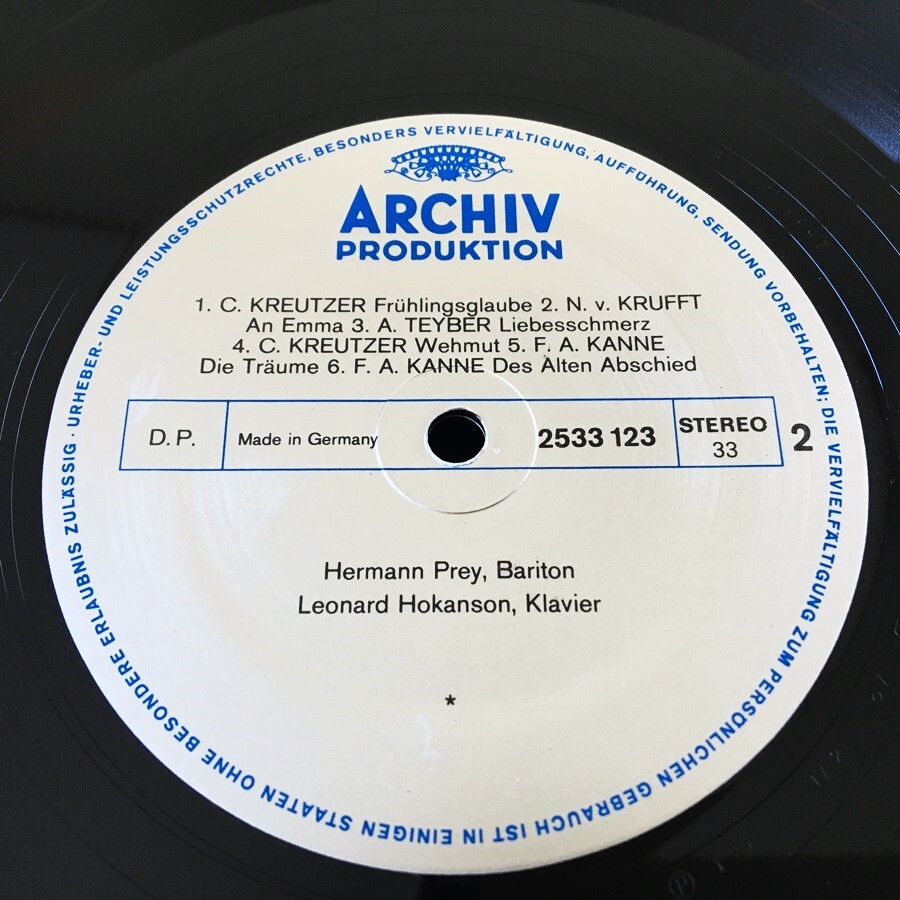 URHEBER- UND LEISTUNGSSCHUTZRECHTE, BESONDERS VERVIELFÄLTIGUNG, AUFFÜHRUNG, SENDUNG VORBEHALTEN; DIE VERVIELFÄLTIGUNG ZUM PERSÖNLICHEN GEBRAUCH IST IN EINIGEN STAATEN OHNE BESONDERE ERLAUBNIS ZULÄSSIG ·
ARCHIV
PRODUKTION
1. C. KREUTZER Frühlingsglaube 2. N. v. KRUFFT
An Emma 3. A. TEYBER Liebesschmerz
4. C. KREUTZER Wehmut 5. F. A. KANNE
Die Träume 6. F. A. KANNE Des Alten Abschied
D. P. Made in Germany 2533 123 STEREO 33 2
Hermann Prey, Bariton
Leonard Hokanson, Klavier
*